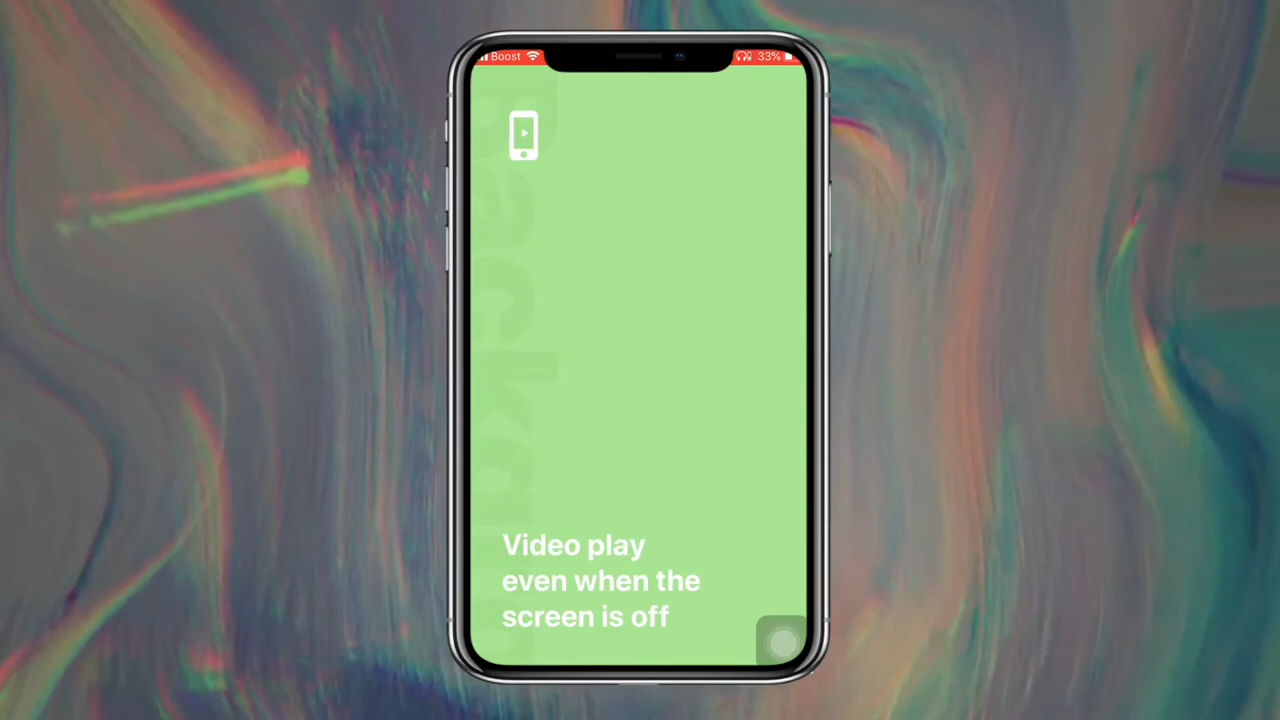 Boost 33%
Video play
even when the
screen is off